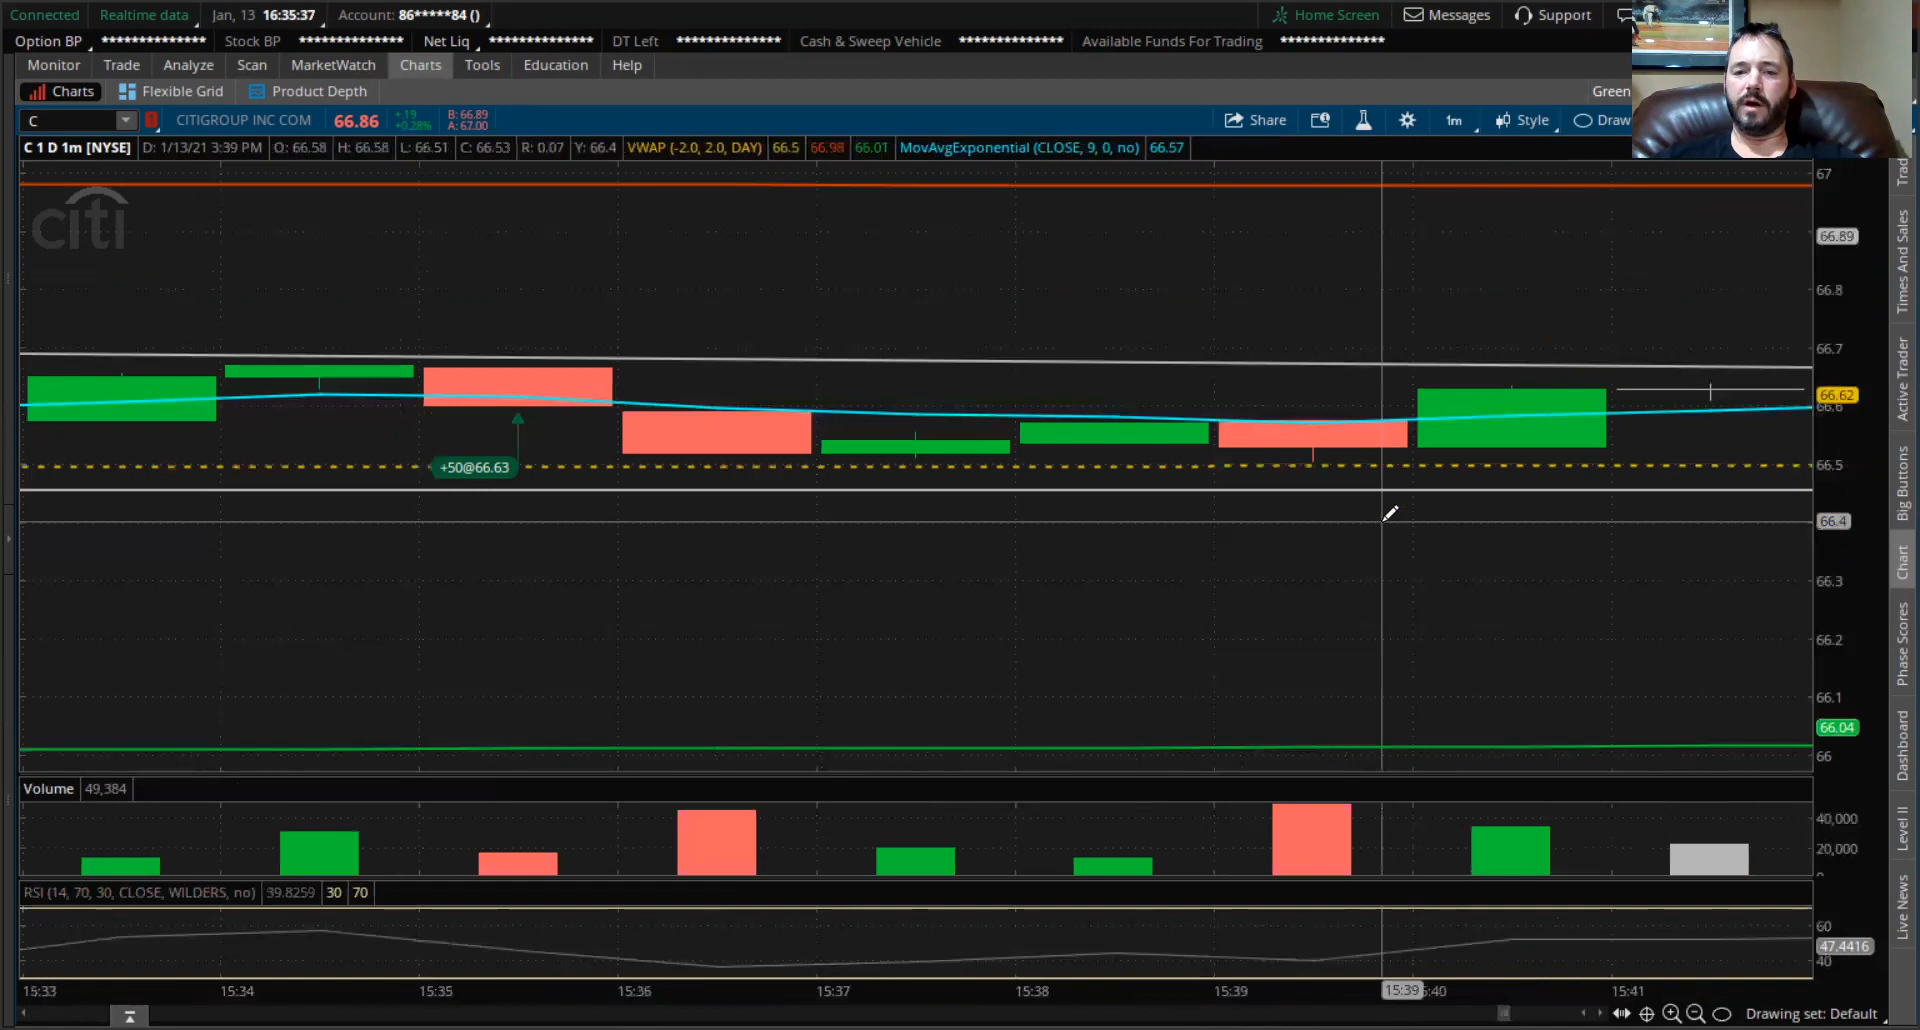 Connected Realtime data Jan, 13 16:35:37 Account: 86*****84 () Home Screen Messages Support
Option BP ************** Stock BP ************** Net Liq ************** DT Left ************** Cash & Sweep Vehicle ************** Available Funds For Trading **************
Monitor Trade Analyze Scan MarketWatch Charts Tools Education Help
Charts Flexible Grid Product Depth Green
C CITIGROUP INC COM 66.86 +.19 +0.28% B: 66.89 A: 67.00 Share 1m Style Draw
C 1 D 1m [NYSE] D: 1/13/21 3:39 PM O: 66.58 H: 66.58 L: 66.51 C: 66.53 R: 0.07 Y: 66.4 VWAP (-2.0, 2.0, DAY) 66.5 66.98 66.01 MovAvgExponential (CLOSE, 9, 0, no) 66.57
citi
67
66.89
66.8
66.7
66.62
66.6
+50@66.63
66.5
66.4
66.3
66.2
66.1
66.04
66
Trad
Times And Sales
Active Trader
Big Buttons
Chart
Phase Scores
Dashboard
Level II
Live News
Volume 49,384
40,000
20,000
0
RSI (14, 70, 30, CLOSE, WILDERS, no) 39.8259 30 70
60
47.4416
40
15:33 15:34 15:35 15:36 15:37 15:38 15:39 15:39 5:40 15:41
Drawing set: Default